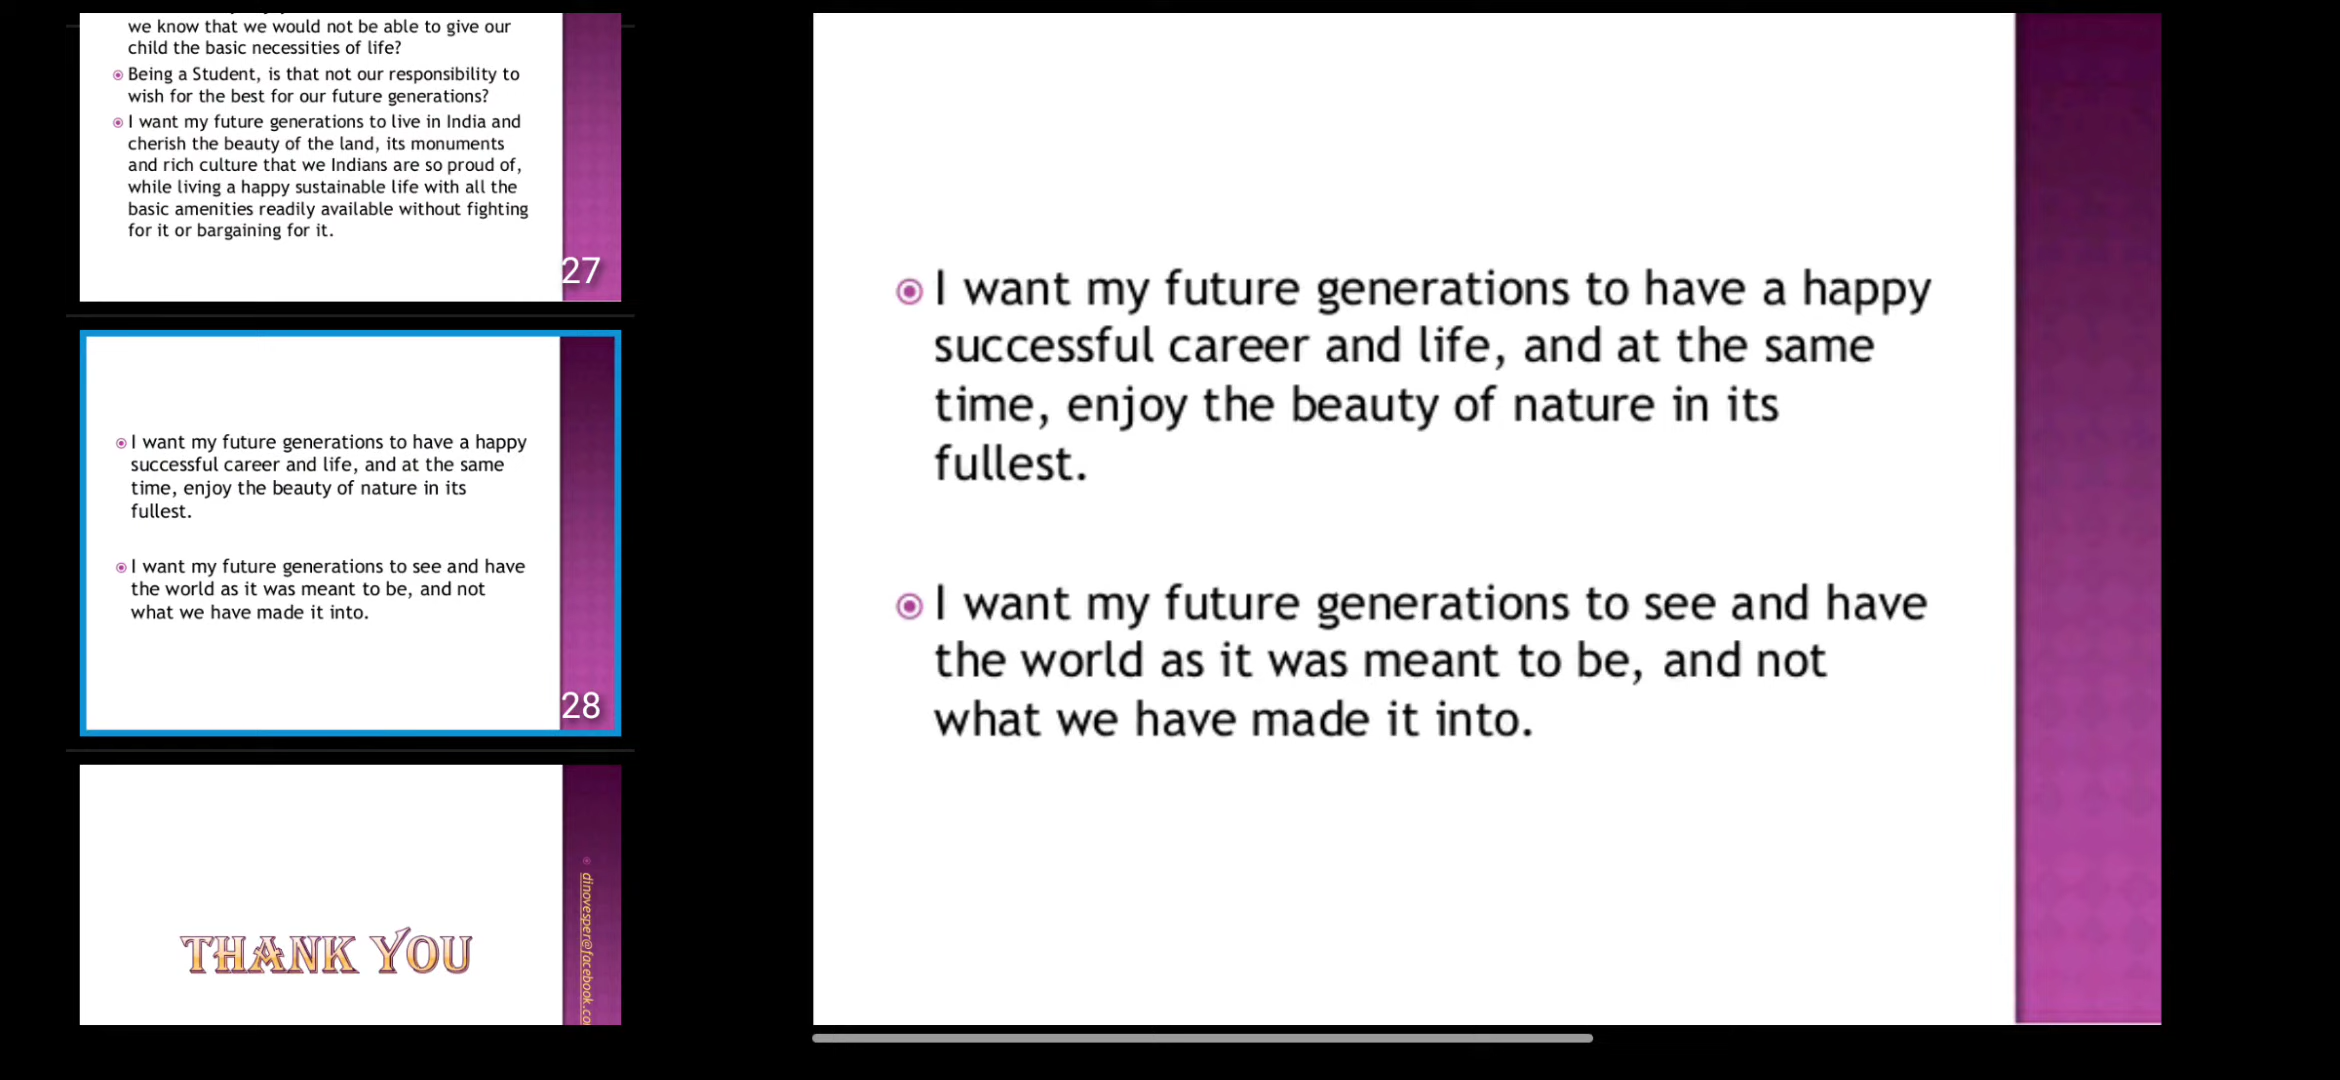 we know that we would not be able to give our
child the basic necessities of life?
Being a Student, is that not our responsibility to
wish for the best for our future generations?
I want my future generations to live in India and
cherish the beauty of the land, its monuments
and rich culture that we Indians are so proud of,
while living a happy sustainable life with all the
basic amenities readily available without fighting
for it or bargaining for it.
27
I want my future generations to have a happy
successful career and life, and at the same
time, enjoy the beauty of nature in its
fullest.
I want my future generations to see and have
the world as it was meant to be, and not
what we have made it into.
28
THANK YOU
dinovesper@facebook.co
I want my future generations to have a happy
successful career and life, and at the same
time, enjoy the beauty of nature in its
fullest.
I want my future generations to see and have
the world as it was meant to be, and not
what we have made it into.